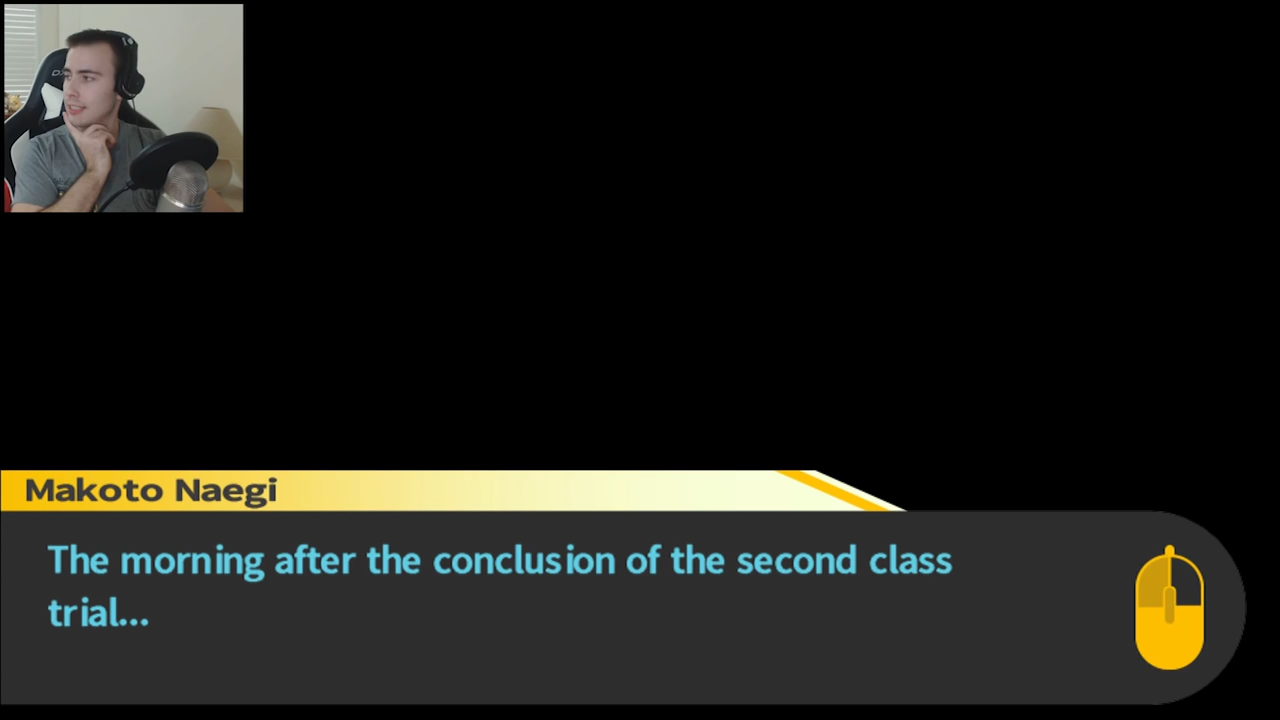 Makoto Naegi
The morning after the conclusion of the second class
trial...